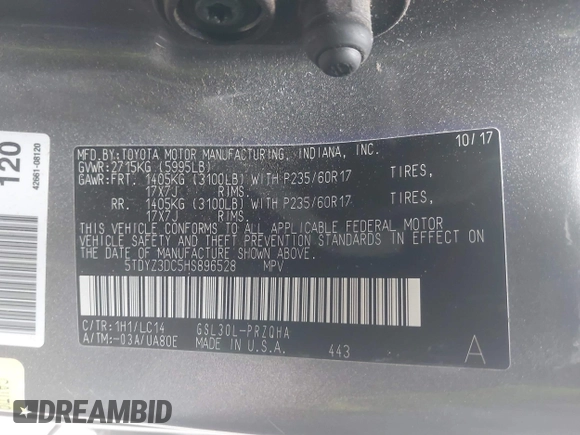 MFD.BY:TOYOTA MOTOR MANUFACTURING, INDIANA, INC. 10/17
GVWR:2715KG (5995LB)
GAWR:FRT. 1405KG (3100LB) WITH P235/60R17 TIRES,
17X7J RIMS.
RR. 1405KG (3100LB) WITH P235/60R17 TIRES,
17X7J RIMS.
THIS VEHICLE CONFORMS TO ALL APPLICABLE FEDERAL MOTOR
VEHICLE SAFETY AND THEFT PREVENTION STANDARDS IN EFFECT ON
THE DATE OF MANUFACTURE SHOWN ABOVE.
5TDYZ3DC5HS896528 MPV
C/TR:1H1/LC14 GSL30L-PRZQHA
A/TM:-03A/UA80E MADE IN U.S.A. 443 A
120
42661-08120
DREAMBID